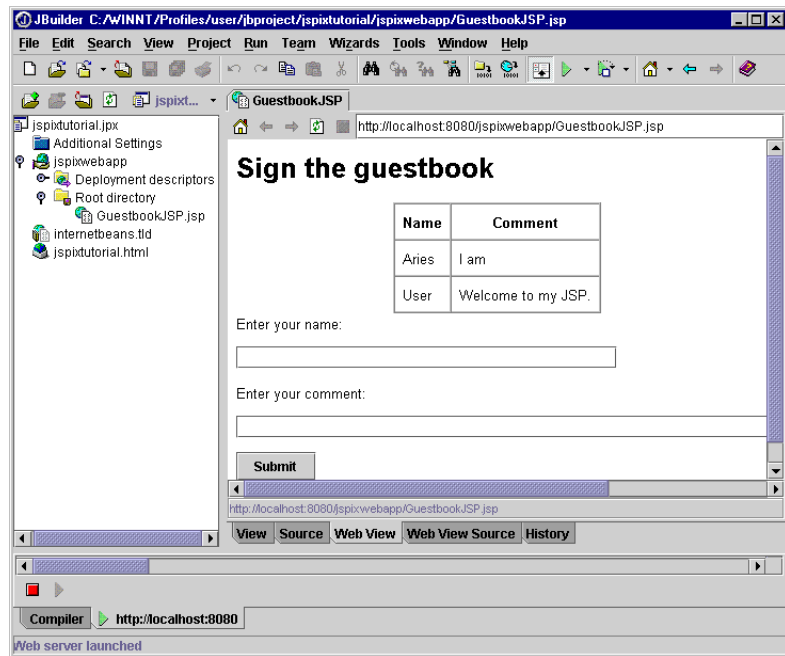 JBuilder C:/WINNT/Profiles/user/jbproject/jspixtutorial/jspixwebapp/GuestbookJSP.jsp
File Edit Search View Project Run Team Wizards Tools Window Help
jspixt... GuestbookJSP
jspixtutorial.jpx
Additional Settings
jspixwebapp
Deployment descriptors
Root directory
GuestbookJSP.jsp
internetbeans.tld
jspixtutorial.html
http://localhost:8080/jspixwebapp/GuestbookJSP.jsp
Sign the guestbook
Name Comment
Aries I am
User Welcome to my JSP.
Enter your name:
Enter your comment:
Submit
http://localhost:8080/jspixwebapp/GuestbookJSP.jsp
View Source Web View Web View Source History
Compiler http://localhost:8080
Web server launched